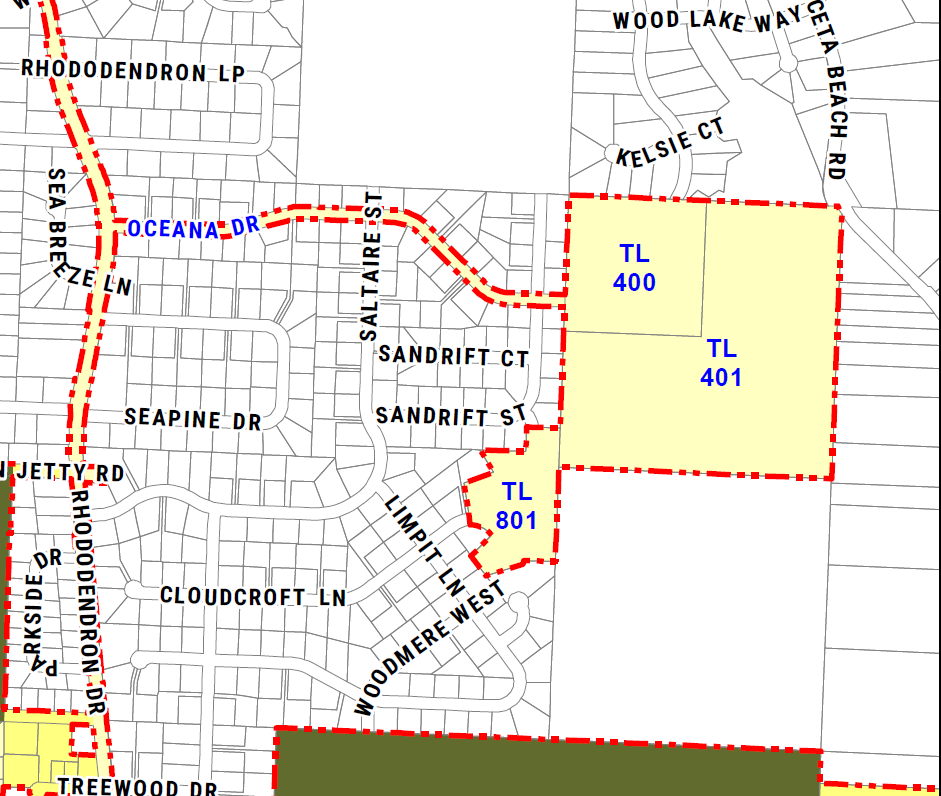 W
WOOD LAKE WAY
CETA BEACH RD
RHODODENDRON LP
KELSIE CT
SEA BREEZE LN
OCEANA DR
SALTAIRE ST
TL
400
TL
401
SANDRIFT CT
SEAPINE DR
SANDRIFT ST
N JETTY RD
TL
801
LIMPIT LN
RHODODENDRON DR
PARKSIDE DR
CLOUDCROFT LN
WOODMERE WEST
TREEWOOD DR